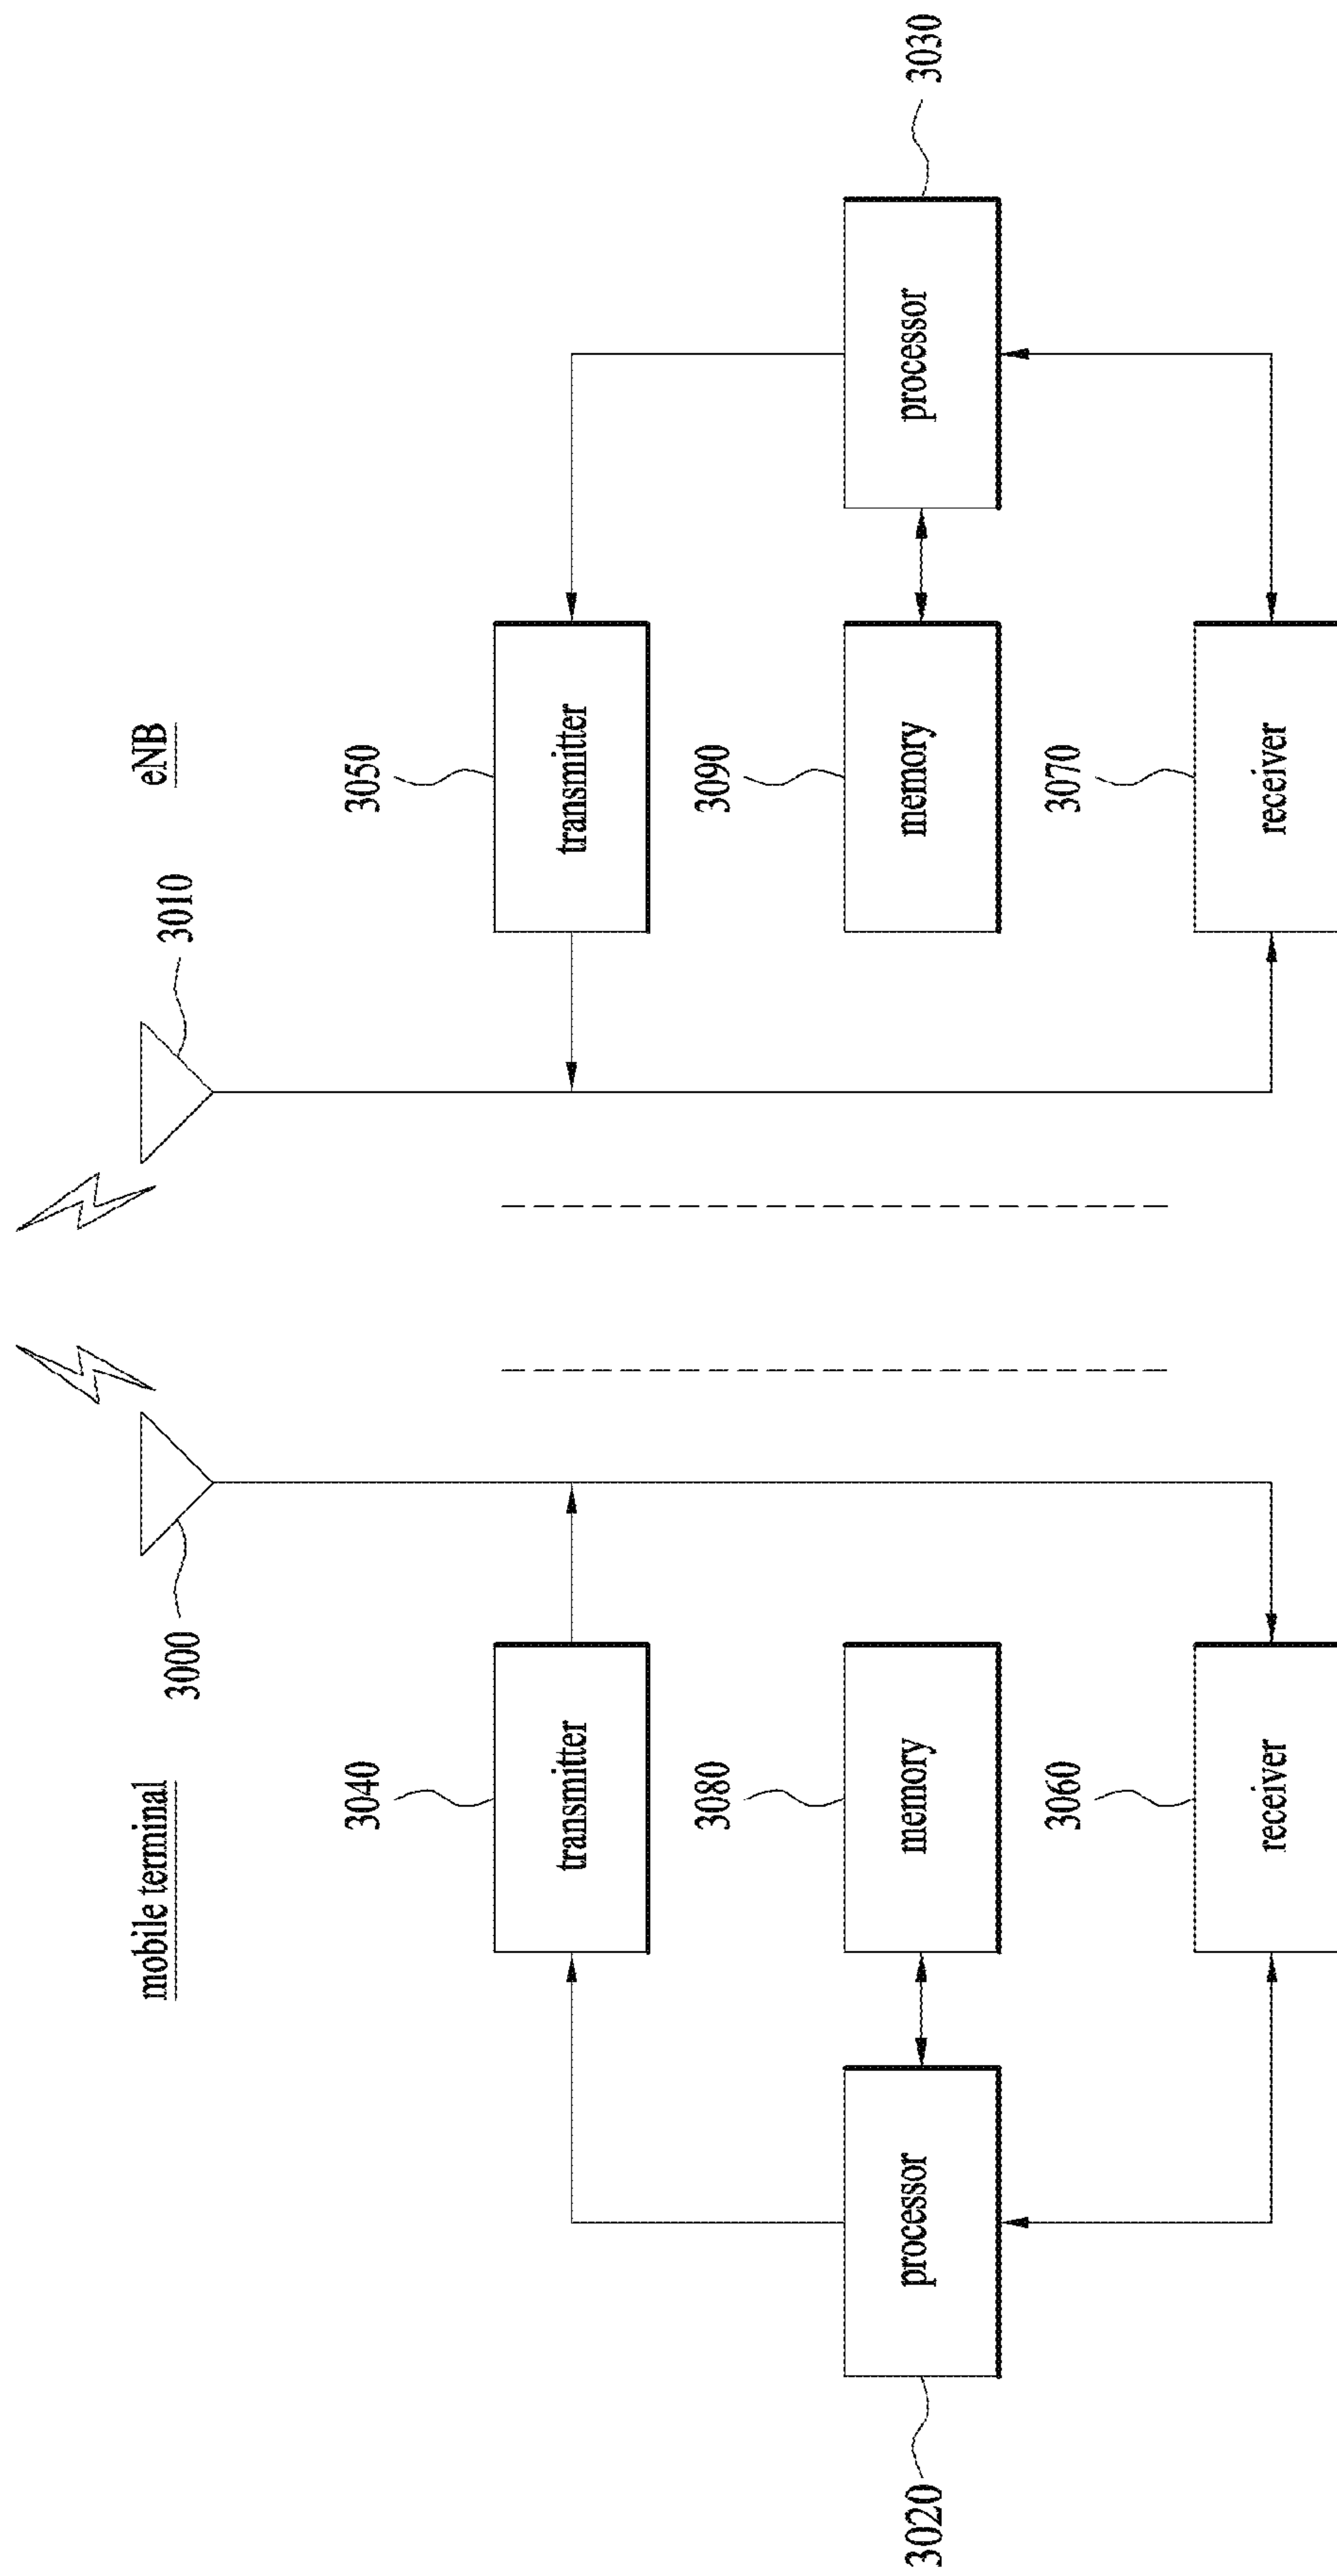 mobile terminal
eNB
3000
3010
3040
transmitter
3050
transmitter
3020
processor
3080
memory
3090
memory
processor
3030
3060
receiver
3070
receiver